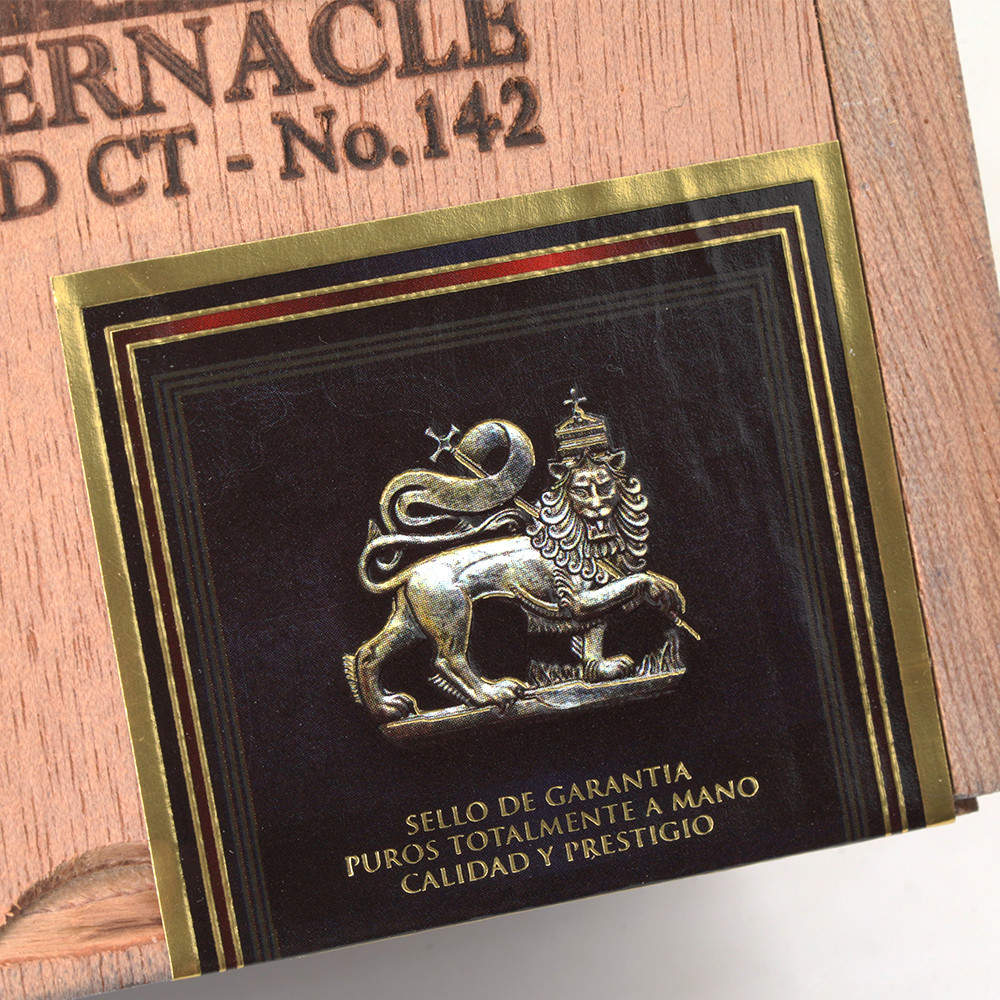 ERNACLE
D CT - No.142
SELLO DE GARANTIA
PUROS TOTALMENTE A MANO
CALIDAD Y PRESTIGIO